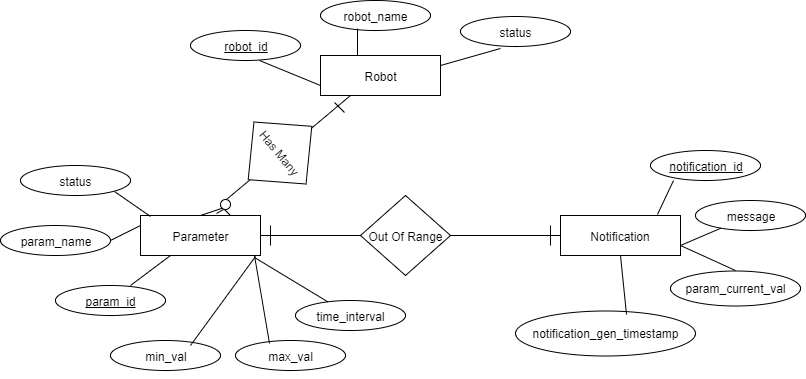 robot_name
robot_id
status
Robot
Has Many
notification_id
status
message
param_name
Parameter
Out Of Range
Notification
param_id
param_current_val
time_interval
notification_gen_timestamp
min_val
max_val